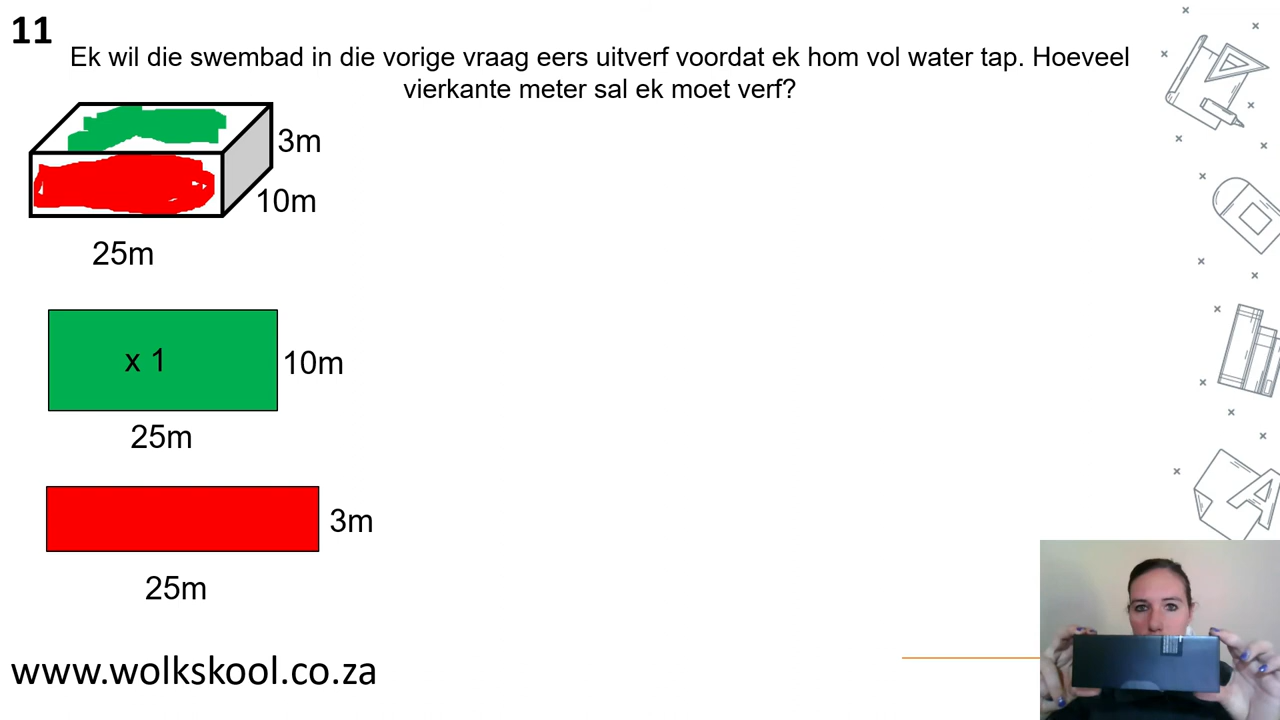 11
Ek wil die swembad in die vorige vraag eers uitverf voordat ek hom vol water tap. Hoeveel
vierkante meter sal ek moet verf?
3m
10m
25m
x 1
10m
25m
3m
25m
www.wolkskool.co.za